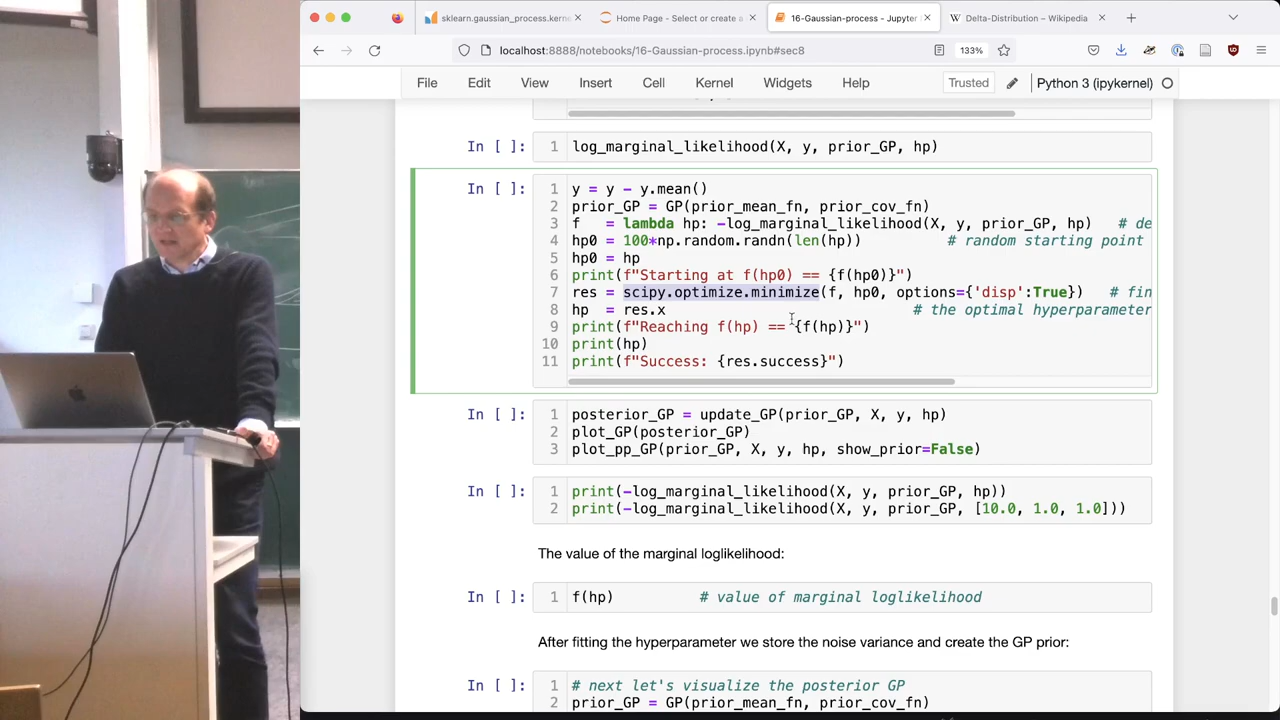 sklearn.gaussian_process.kerne
Home Page - Select or create a
16-Gaussian-process - Jupyter
Delta-Distribution – Wikipedia
localhost:8888/notebooks/16-Gaussian-process.ipynb#sec8
133%
File Edit View Insert Cell Kernel Widgets Help
Trusted
Python 3 (ipykernel)
In [ ]:
1 log_marginal_likelihood(X, y, prior_GP, hp)
In [ ]:
1 y = y - y.mean()
2 prior_GP = GP(prior_mean_fn, prior_cov_fn)
3 f = lambda hp: -log_marginal_likelihood(X, y, prior_GP, hp) # de
4 hp0 = 100*np.random.randn(len(hp)) # random starting point
5 hp0 = hp
6 print(f"Starting at f(hp0) == {f(hp0)}")
7 res = scipy.optimize.minimize(f, hp0, options={'disp':True}) # fin
8 hp = res.x # the optimal hyperparameter
9 print(f"Reaching f(hp) == {f(hp)}")
10 print(hp)
11 print(f"Success: {res.success}")
In [ ]:
1 posterior_GP = update_GP(prior_GP, X, y, hp)
2 plot_GP(posterior_GP)
3 plot_pp_GP(prior_GP, X, y, hp, show_prior=False)
In [ ]:
1 print(-log_marginal_likelihood(X, y, prior_GP, hp))
2 print(-log_marginal_likelihood(X, y, prior_GP, [10.0, 1.0, 1.0]))
The value of the marginal loglikelihood:
In [ ]:
1 f(hp) # value of marginal loglikelihood
After fitting the hyperparameter we store the noise variance and create the GP prior:
In [ ]:
1 # next let's visualize the posterior GP
2 prior_GP = GP(prior_mean_fn, prior_cov_fn)